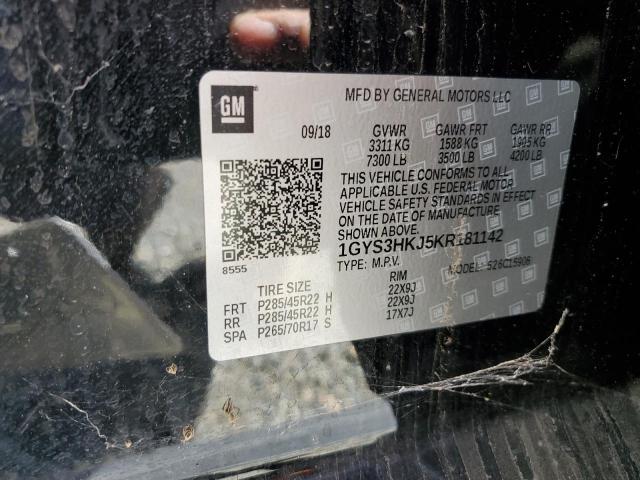 GM
MFD BY GENERAL MOTORS LLC
09/18 GVWR GAWR FRT GAWR RR
3311 KG 1588 KG 1905 KG
7300 LB 3500 LB 4200 LB
THIS VEHICLE CONFORMS TO ALL
APPLICABLE U.S. FEDERAL MOTOR
VEHICLE SAFETY STANDARDS IN
EFFECT ON THE DATE OF
MANUFACTURE SHOWN ABOVE.
1GYS3HKJ5KR181142
TYPE: M.P.V. MODEL: 526C15906
8555
TIRE SIZE RIM
FRT P285/45R22 H 22X9J
RR P285/45R22 H 22X9J
SPA P265/70R17 S 17X7J